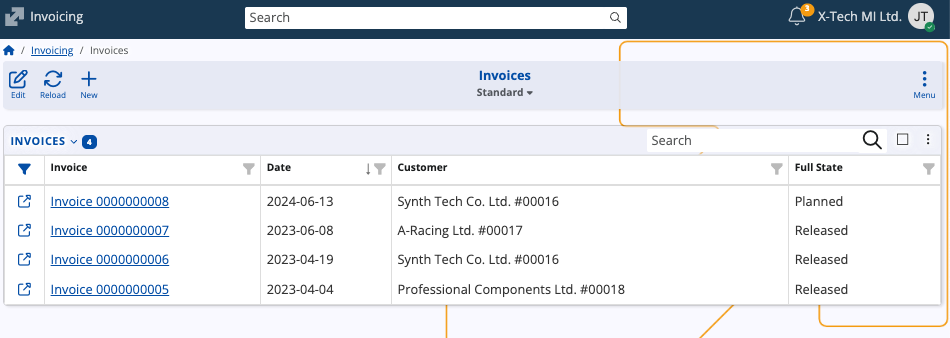 Invoicing Search 3 X-Tech MI Ltd. JT
/ Invoicing / Invoices
Invoices
Edit Reload New Standard Menu
INVOICES 4 Search
Invoice Date Customer Full State
Invoice 0000000008 2024-06-13 Synth Tech Co. Ltd. #00016 Planned
Invoice 0000000007 2023-06-08 A-Racing Ltd. #00017 Released
Invoice 0000000006 2023-04-19 Synth Tech Co. Ltd. #00016 Released
Invoice 0000000005 2023-04-04 Professional Components Ltd. #00018 Released